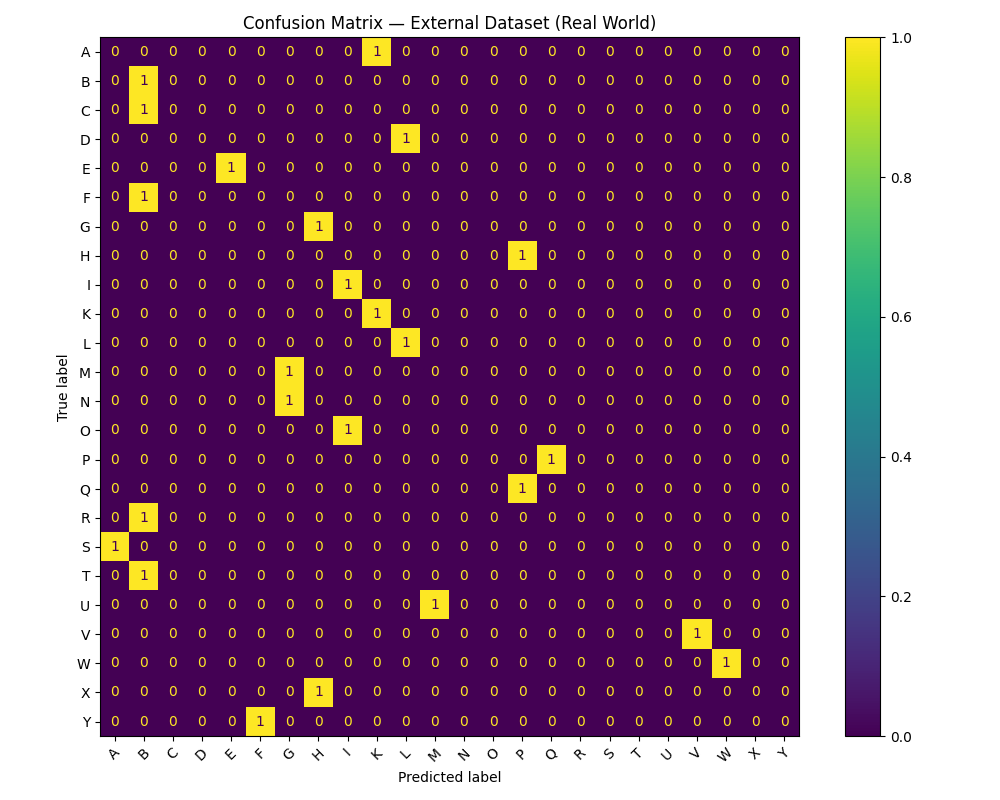 Confusion Matrix — External Dataset (Real World)
A 0 0 0 0 0 0 0 0 0 1 0 0 0 0 0 0 0 0 0 0 0 0 0 0 1.0
B 0 1 0 0 0 0 0 0 0 0 0 0 0 0 0 0 0 0 0 0 0 0 0 0
C 0 1 0 0 0 0 0 0 0 0 0 0 0 0 0 0 0 0 0 0 0 0 0 0
D 0 0 0 0 0 0 0 0 0 0 1 0 0 0 0 0 0 0 0 0 0 0 0 0
E 0 0 0 0 1 0 0 0 0 0 0 0 0 0 0 0 0 0 0 0 0 0 0 0 0.8
F 0 1 0 0 0 0 0 0 0 0 0 0 0 0 0 0 0 0 0 0 0 0 0 0
G 0 0 0 0 0 0 0 1 0 0 0 0 0 0 0 0 0 0 0 0 0 0 0 0
H 0 0 0 0 0 0 0 0 0 0 0 0 0 0 1 0 0 0 0 0 0 0 0 0
I 0 0 0 0 0 0 0 0 1 0 0 0 0 0 0 0 0 0 0 0 0 0 0 0
K 0 0 0 0 0 0 0 0 0 1 0 0 0 0 0 0 0 0 0 0 0 0 0 0 0.6
L 0 0 0 0 0 0 0 0 0 0 1 0 0 0 0 0 0 0 0 0 0 0 0 0
M 0 0 0 0 0 0 1 0 0 0 0 0 0 0 0 0 0 0 0 0 0 0 0 0
True label
N 0 0 0 0 0 0 1 0 0 0 0 0 0 0 0 0 0 0 0 0 0 0 0 0
O 0 0 0 0 0 0 0 0 1 0 0 0 0 0 0 0 0 0 0 0 0 0 0 0
P 0 0 0 0 0 0 0 0 0 0 0 0 0 0 0 1 0 0 0 0 0 0 0 0 0.4
Q 0 0 0 0 0 0 0 0 0 0 0 0 0 0 1 0 0 0 0 0 0 0 0 0
R 0 1 0 0 0 0 0 0 0 0 0 0 0 0 0 0 0 0 0 0 0 0 0 0
S 1 0 0 0 0 0 0 0 0 0 0 0 0 0 0 0 0 0 0 0 0 0 0 0
T 0 1 0 0 0 0 0 0 0 0 0 0 0 0 0 0 0 0 0 0 0 0 0 0
U 0 0 0 0 0 0 0 0 0 0 0 1 0 0 0 0 0 0 0 0 0 0 0 0 0.2
V 0 0 0 0 0 0 0 0 0 0 0 0 0 0 0 0 0 0 0 0 1 0 0 0
W 0 0 0 0 0 0 0 0 0 0 0 0 0 0 0 0 0 0 0 0 0 1 0 0
X 0 0 0 0 0 0 0 1 0 0 0 0 0 0 0 0 0 0 0 0 0 0 0 0
Y 0 0 0 0 0 1 0 0 0 0 0 0 0 0 0 0 0 0 0 0 0 0 0 0 0.0
A B C D E F G H I K L M N O P Q R S T U V W X Y
Predicted label